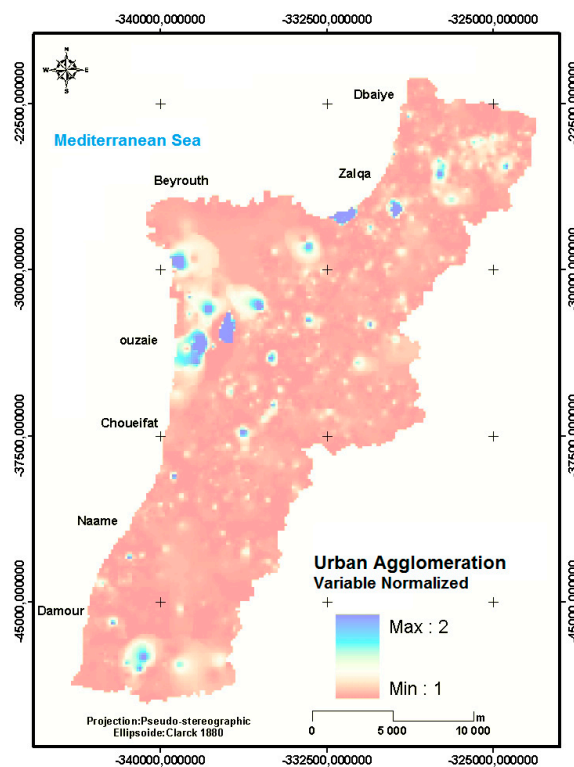 -340000,000000
-332500,000000
-325000,000000
N
W
E
S
Dbaiye
-22500,000000
-22500,000000
Mediterranean Sea
Zalqa
Beyrouth
-30000,000000
-30000,000000
ouzaie
Choueifat
-37500,000000
-37500,000000
Naame
Urban Agglomeration
Variable Normalized
Damour
-45000,000000
-45000,000000
Max : 2
Min : 1
Projection:Pseudo-stereographic
Ellipsoide:Clarck 1880
m
0
5 000
10 000
-340000,000000
-332500,000000
-325000,000000